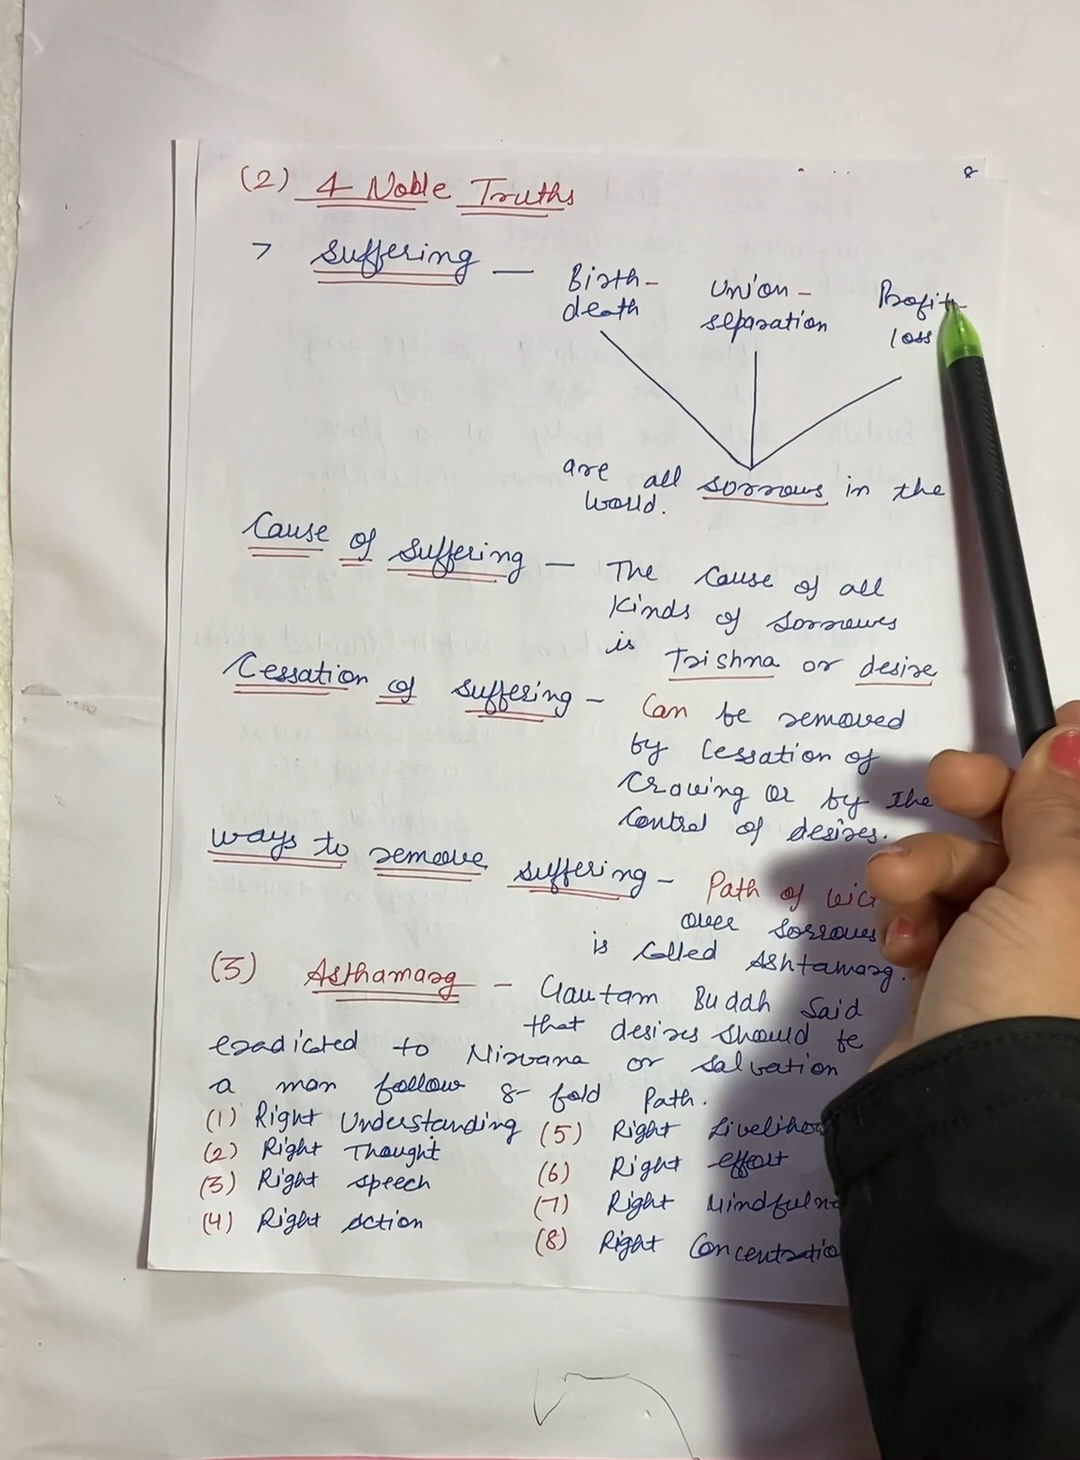 8
(2) 4 Noble Truths
> Suffering — Birth- death Union- separation Profit- loss
are all sorrows in the
world.
Cause of Suffering — The cause of all
kinds of sorrows
is Trishna or desire
Cessation of Suffering - Can be removed
by Cessation of
Craving or by the
control of desires.
Ways to remove suffering - Path of
over sorrows
is called Ashtamarg.
(3) Asthamarg - Gautam Buddh said
that desires should be
eradicted to Nirvana or salvation
a man follow 8- fold Path.
(1) Right Understanding (5) Right
(2) Right Thought (6) Right effort
(3) Right speech (7) Right
(4) Right action (8) Right